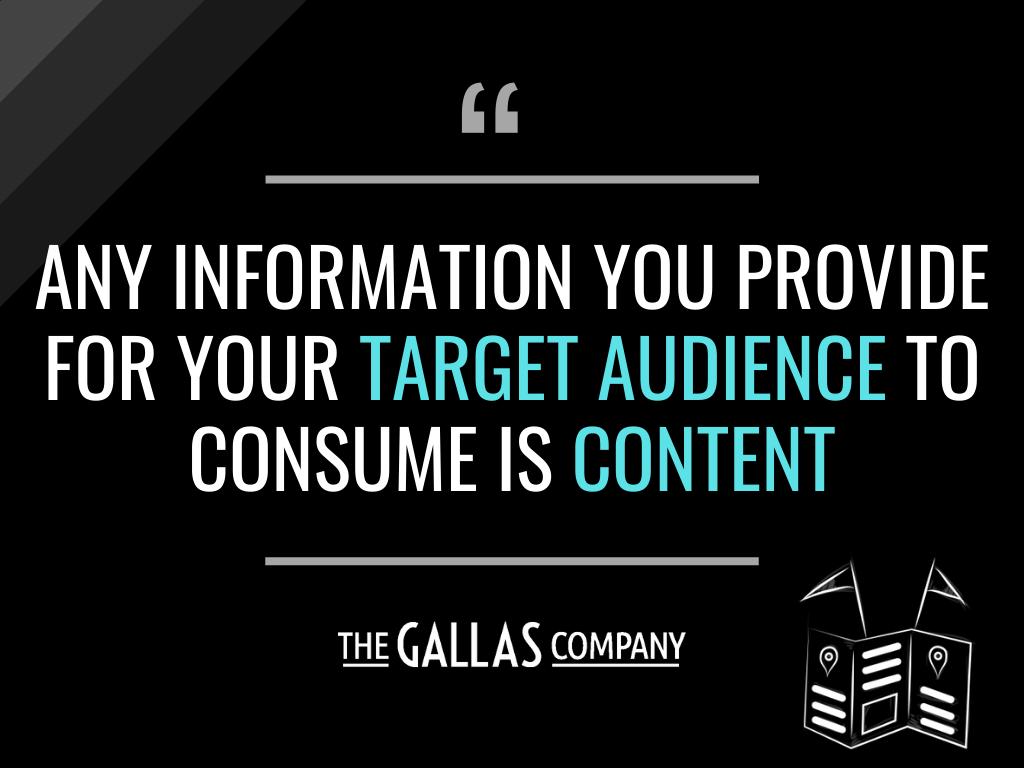 “
ANY INFORMATION YOU PROVIDE
FOR YOUR TARGET AUDIENCE TO
CONSUME IS CONTENT
THE GALLAS COMPANY